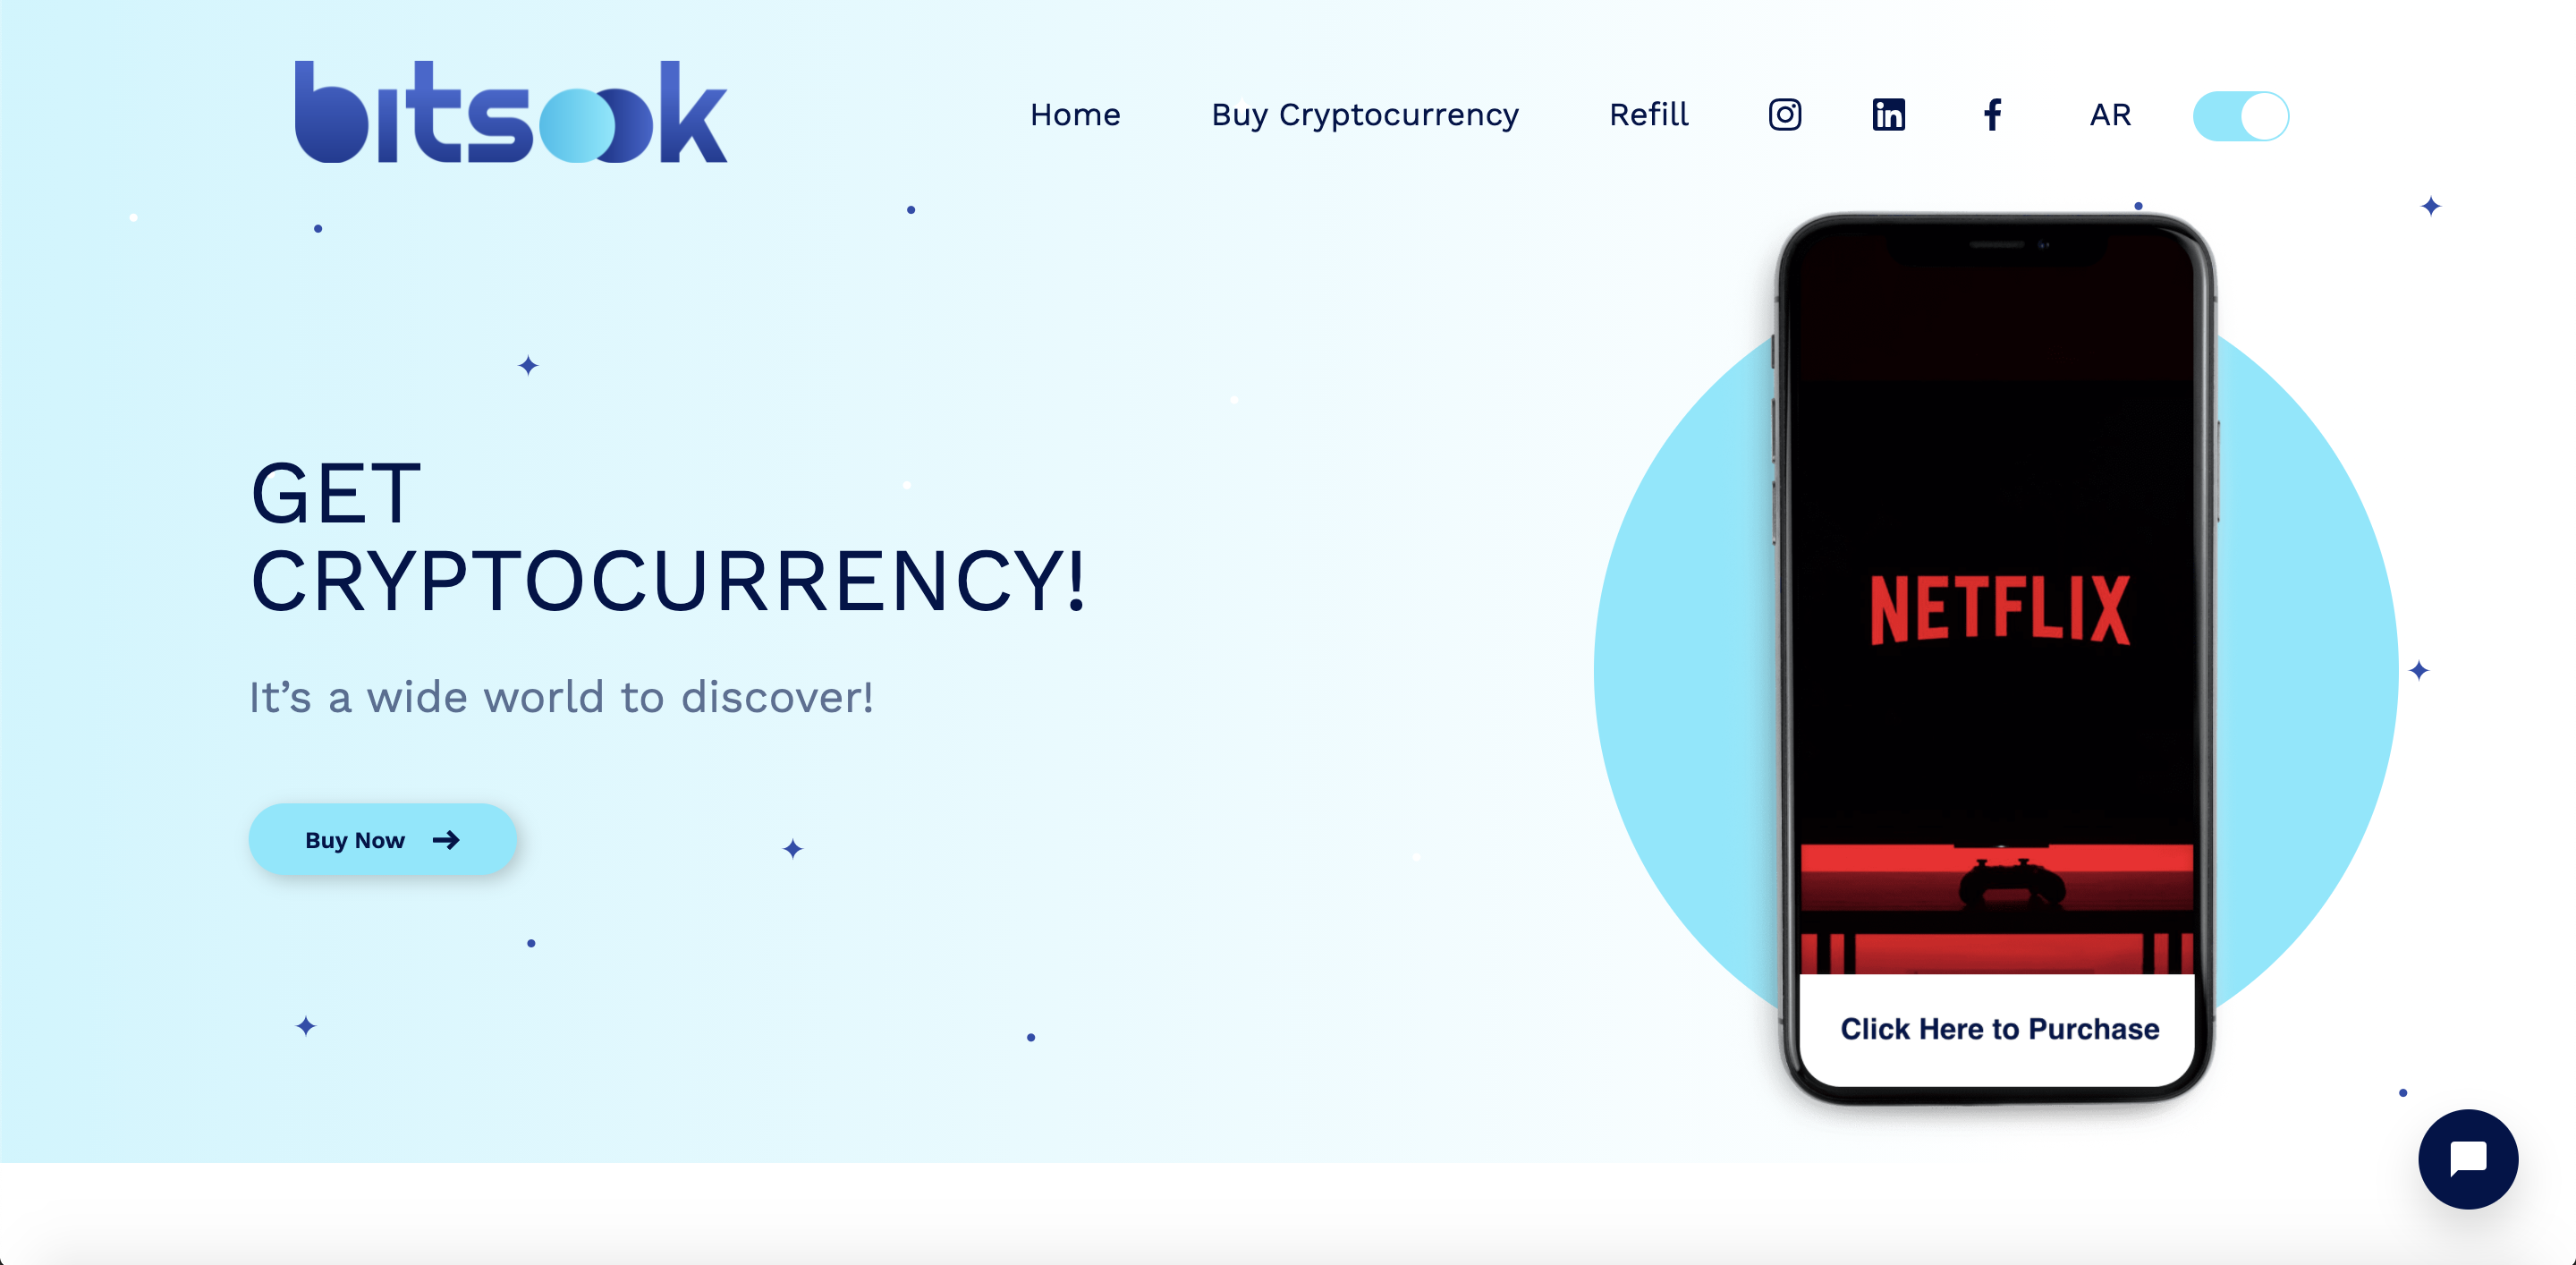 bitsook
Home
Buy Cryptocurrency
Refill
AR
GET
CRYPTOCURRENCY!
It's a wide world to discover!
Buy Now
NETFLIX
Click Here to Purchase